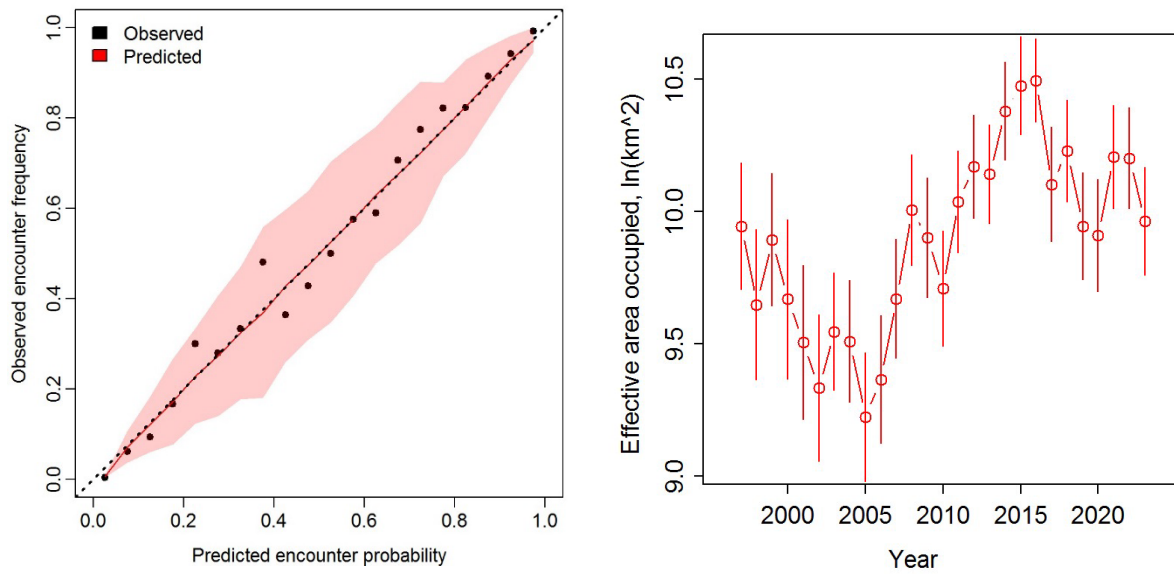 Observed
Predicted
Observed encounter frequency
1.0
0.8
0.6
0.4
0.2
0.0
0.0 0.2 0.4 0.6 0.8 1.0
Predicted encounter probability
Effective area occupied, ln(km^2)
10.5
10.0
9.5
9.0
2000 2005 2010 2015 2020
Year